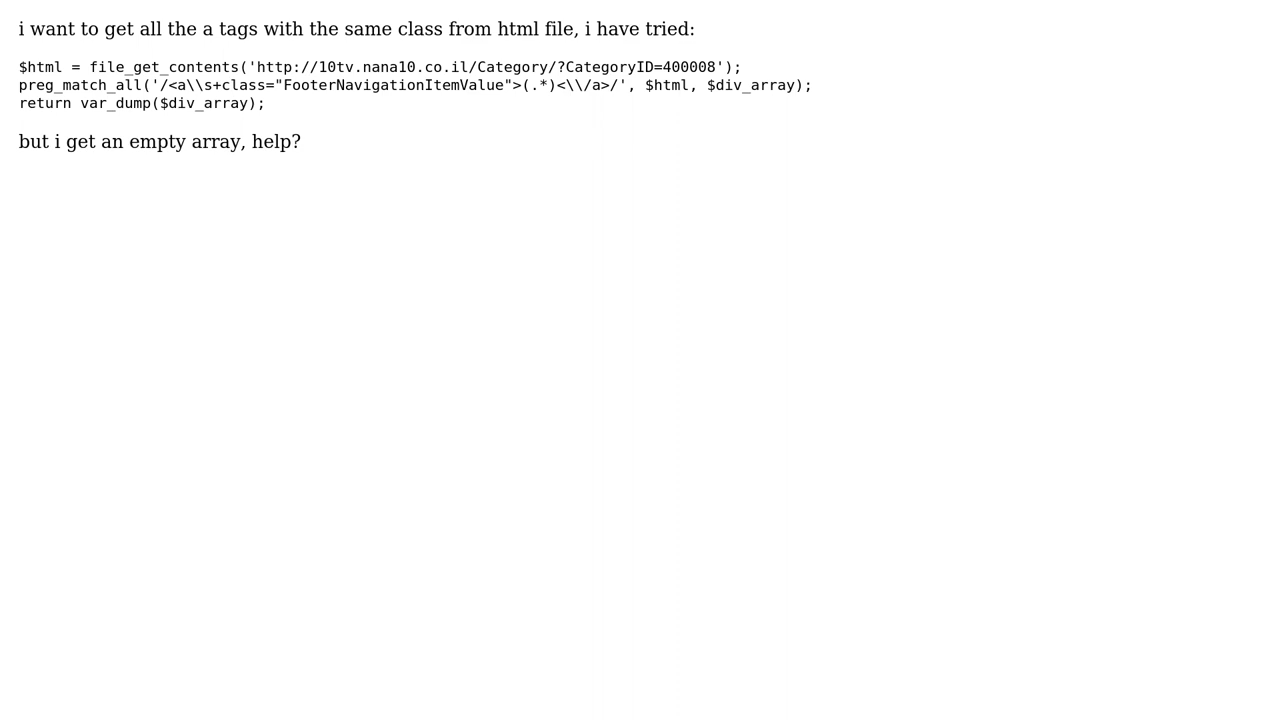 i want to get all the a tags with the same class from html file, i have tried:
$html = file_get_contents('http://10tv.nana10.co.il/Category/?CategoryID=400008');
preg_match_all('/<a\\s+class="FooterNavigationItemValue">(.*)<\\/a>/', $html, $div_array);
return var_dump($div_array);
but i get an empty array, help?